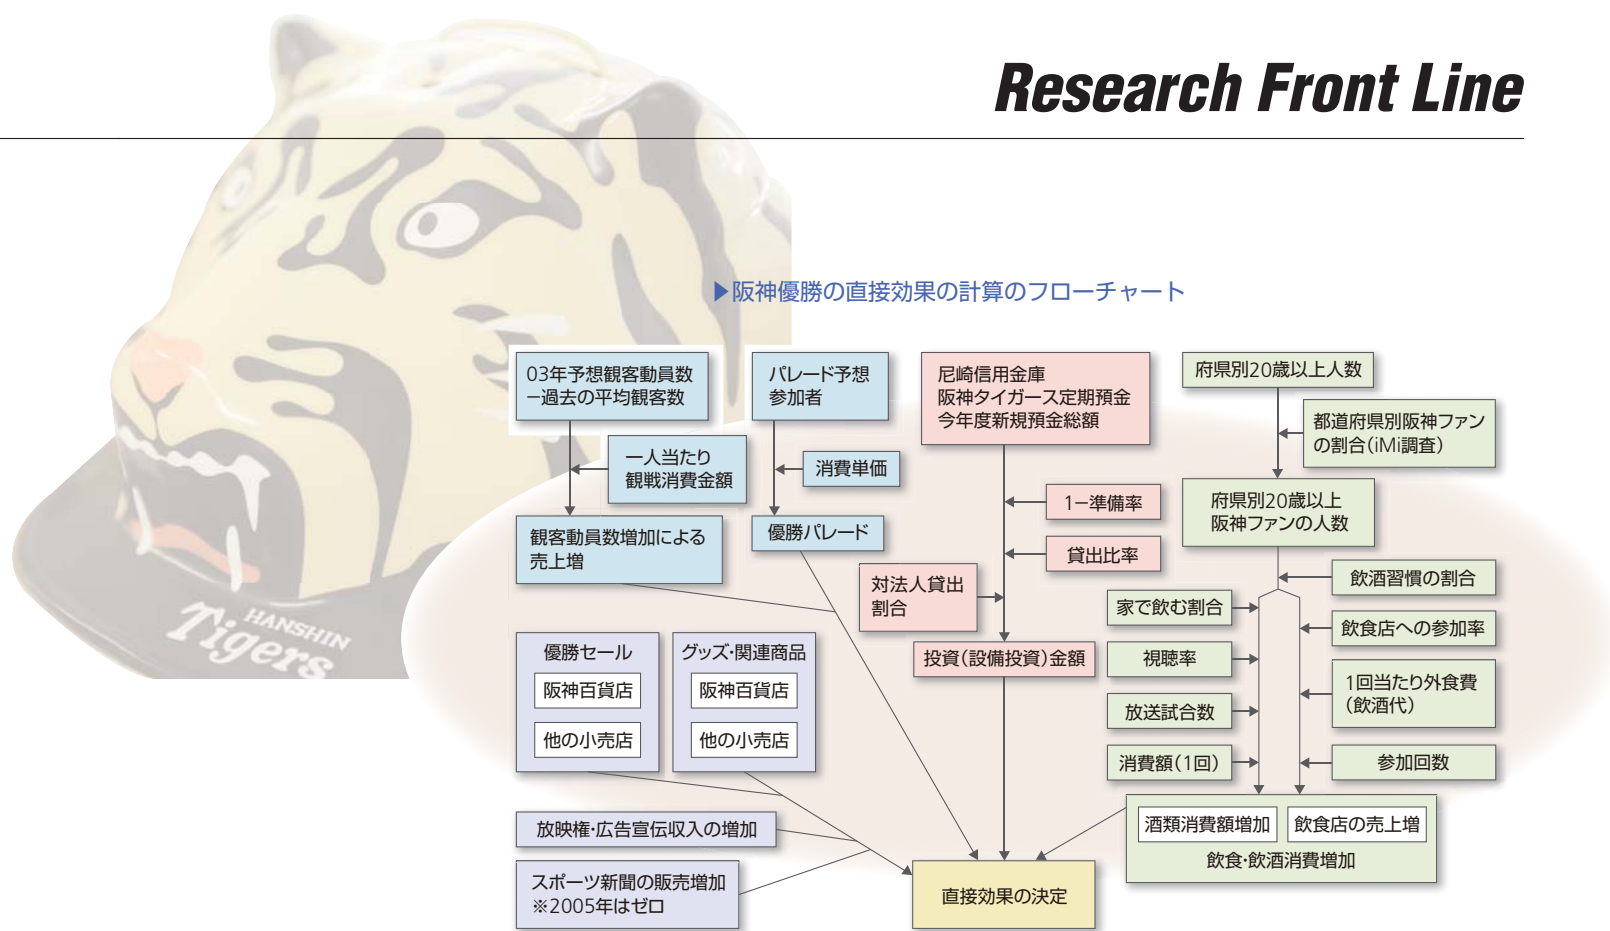 Research Front Line
HANSHIN
Tigers
▶阪神優勝の直接効果の計算のフローチャート
03年予想観客動員数
−過去の平均観客数
一人当たり
観戦消費金額
観客動員数増加による
売上増
パレード予想
参加者
消費単価
優勝パレード
尼崎信用金庫
阪神タイガース定期預金
今年度新規預金総額
1−準備率
貸出比率
対法人貸出
割合
投資(設備投資)金額
府県別20歳以上人数
都道府県別阪神ファン
の割合(iMi調査)
府県別20歳以上
阪神ファンの人数
飲酒習慣の割合
家で飲む割合
飲食店への参加率
視聴率
1回当たり外食費
(飲酒代)
放送試合数
消費額(1回)
参加回数
酒類消費額増加
飲食店の売上増
飲食・飲酒消費増加
優勝セール
阪神百貨店
他の小売店
グッズ・関連商品
阪神百貨店
他の小売店
放映権・広告宣伝収入の増加
スポーツ新聞の販売増加
※2005年はゼロ
直接効果の決定